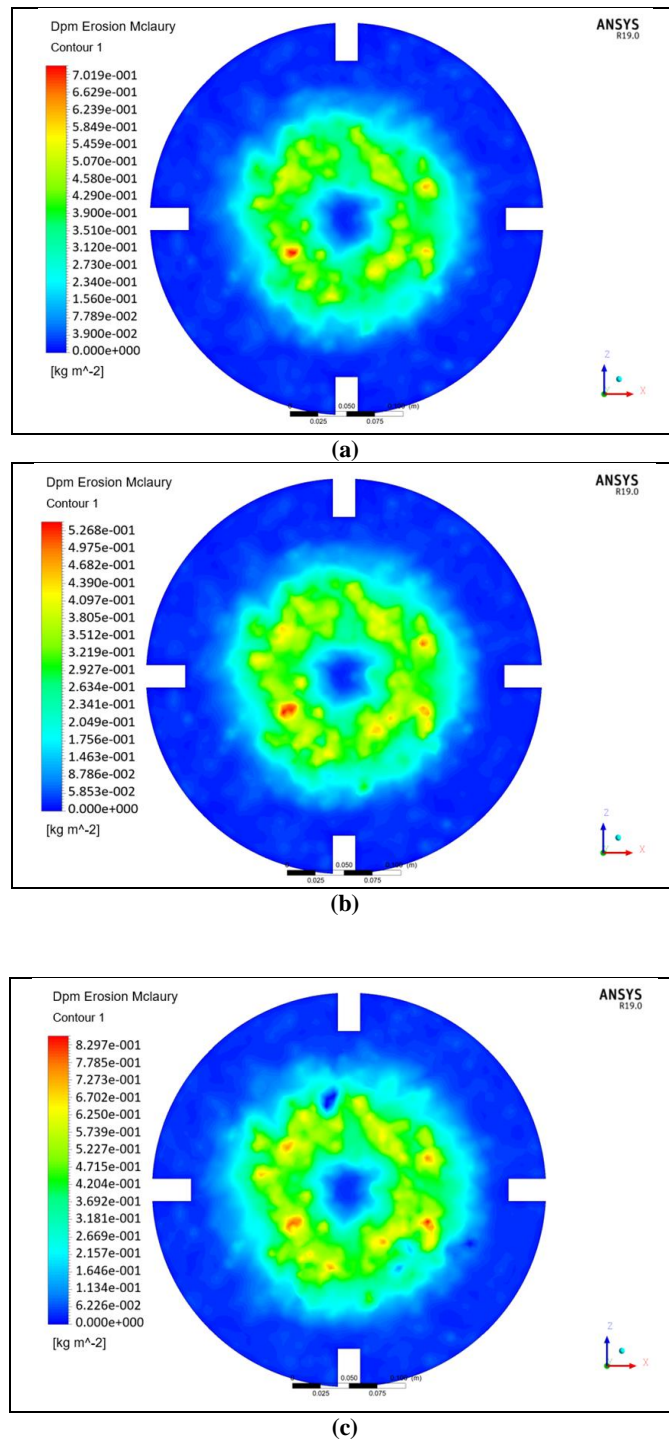 Dpm Erosion Mclaury
Contour 1
ANSYS
R19.0
7.019e-001
6.629e-001
6.239e-001
5.849e-001
5.459e-001
5.070e-001
4.580e-001
4.290e-001
3.900e-001
3.510e-001
3.120e-001
2.730e-001
2.340e-001
1.560e-001
7.789e-002
3.900e-002
0.000e+000
[kg m^-2]
Z
X
0.050
(m)
0.025
0.075
(a)
Dpm Erosion Mclaury
Contour 1
ANSYS
R19.0
5.268e-001
4.975e-001
4.682e-001
4.390e-001
4.097e-001
3.805e-001
3.512e-001
3.219e-001
2.927e-001
2.634e-001
2.341e-001
2.049e-001
1.756e-001
1.463e-001
8.786e-002
5.853e-002
0.000e+000
[kg m^-2]
Z
X
0.050
(m)
0.025
0.075
(b)
Dpm Erosion Mclaury
Contour 1
ANSYS
R19.0
8.297e-001
7.785e-001
7.273e-001
6.702e-001
6.250e-001
5.739e-001
5.227e-001
4.715e-001
4.204e-001
3.692e-001
3.181e-001
2.669e-001
2.157e-001
1.646e-001
1.134e-001
6.226e-002
0.000e+000
[kg m^-2]
Z
X
0.050
(m)
0.025
0.075
(c)